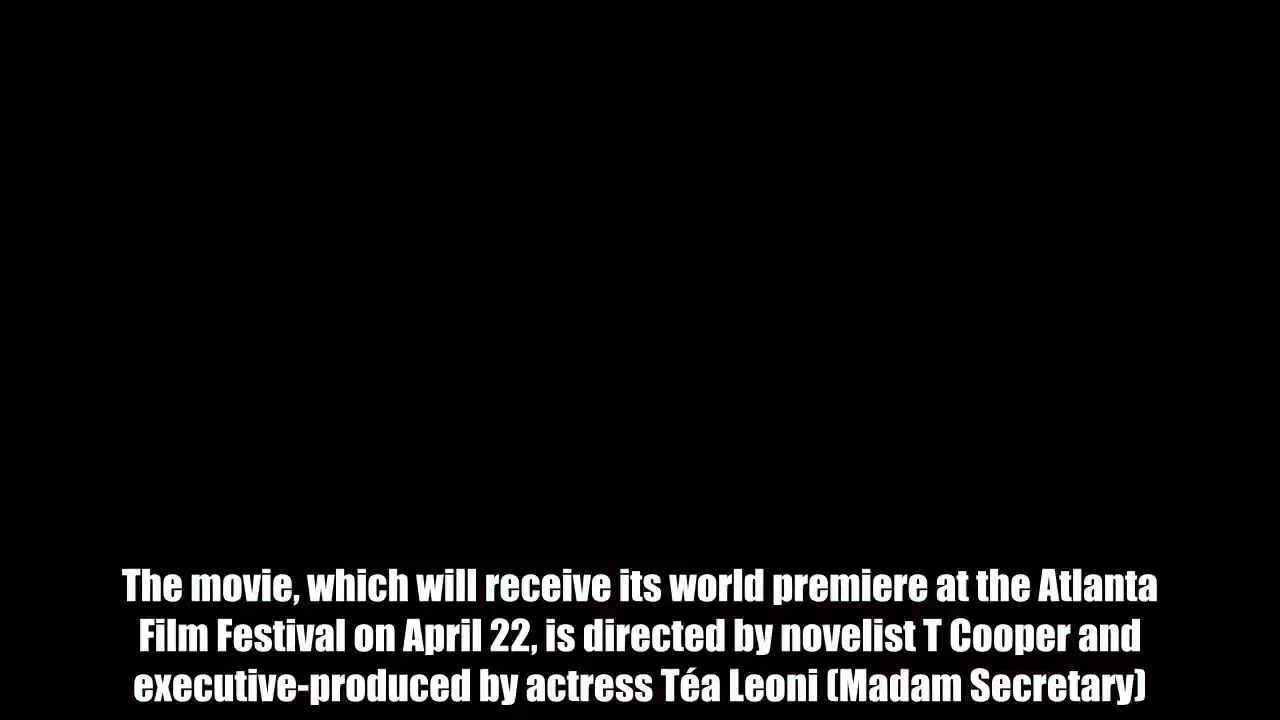 The movie, which will receive its world premiere at the Atlanta
Film Festival on April 22, is directed by novelist T Cooper and
executive-produced by actress Téa Leoni (Madam Secretary)